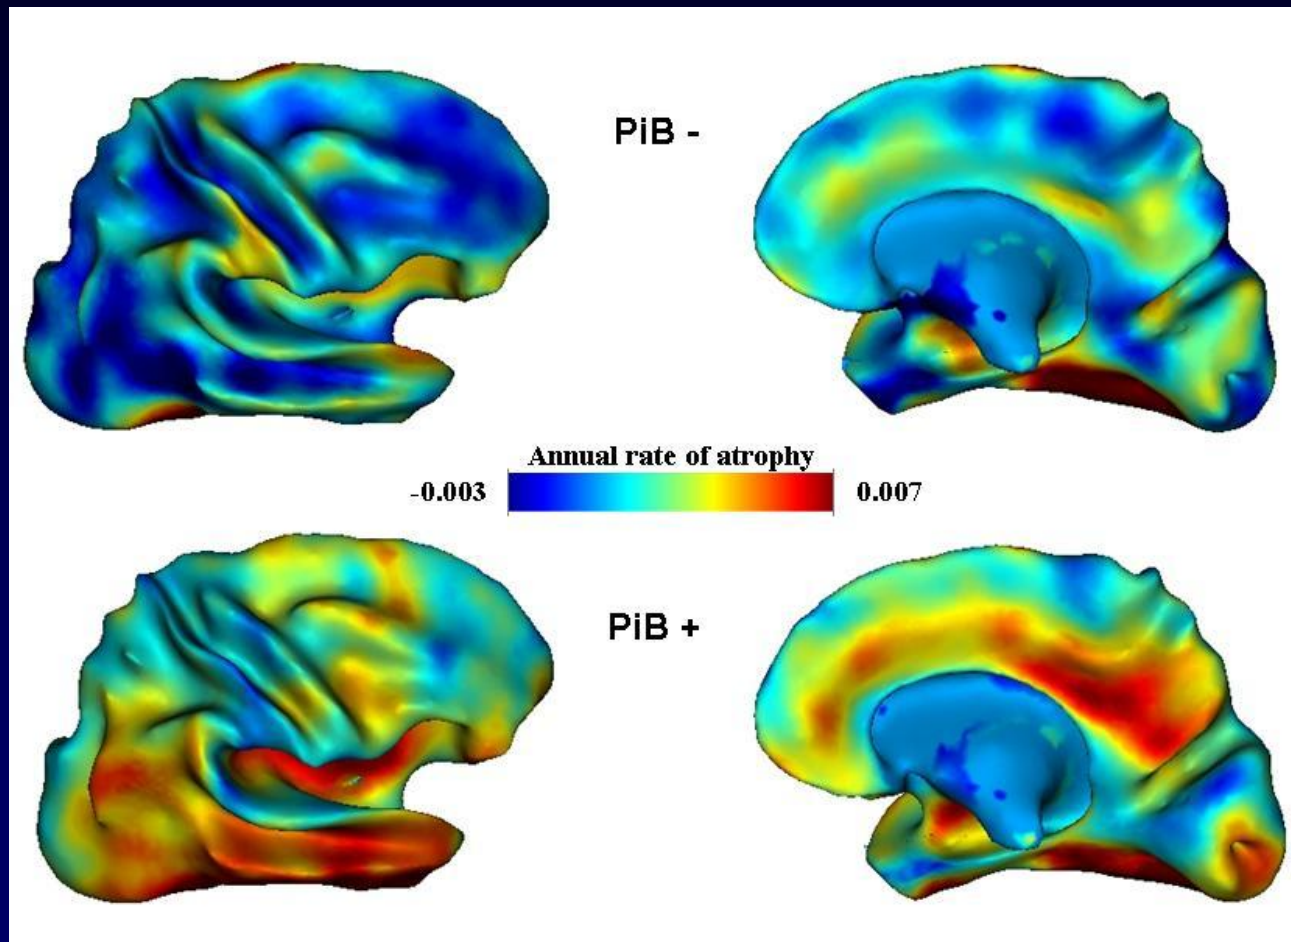 PiB -
Annual rate of atrophy
-0.003 0.007
PiB +